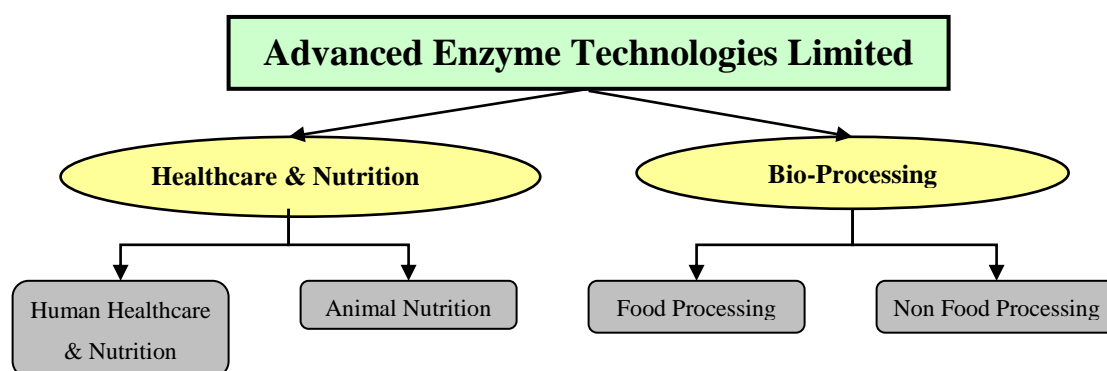 Advanced Enzyme Technologies Limited
Healthcare & Nutrition
Bio-Processing
Human Healthcare
& Nutrition
Animal Nutrition
Food Processing
Non Food Processing